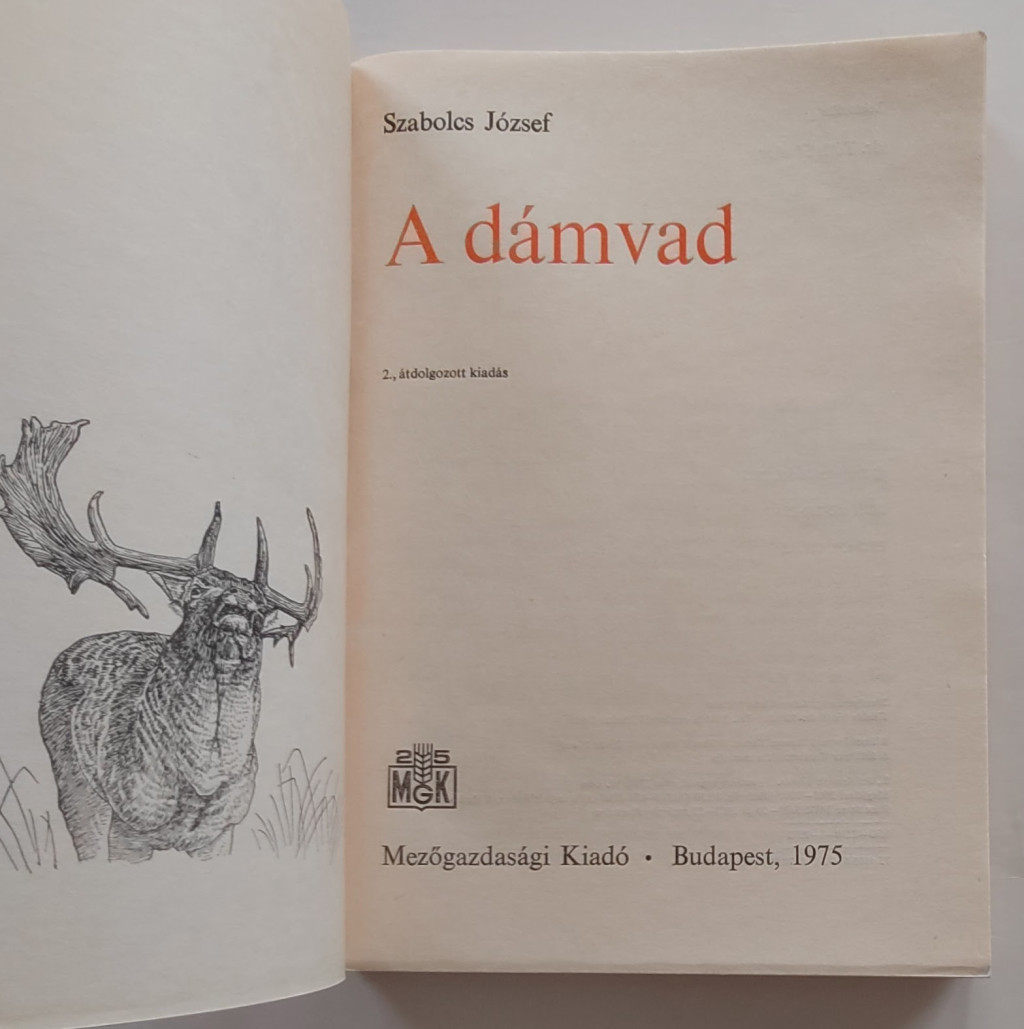 Szabolcs József
A dámvad
2., átdolgozott kiadás
25
MGK
Mezőgazdasági Kiadó • Budapest, 1975